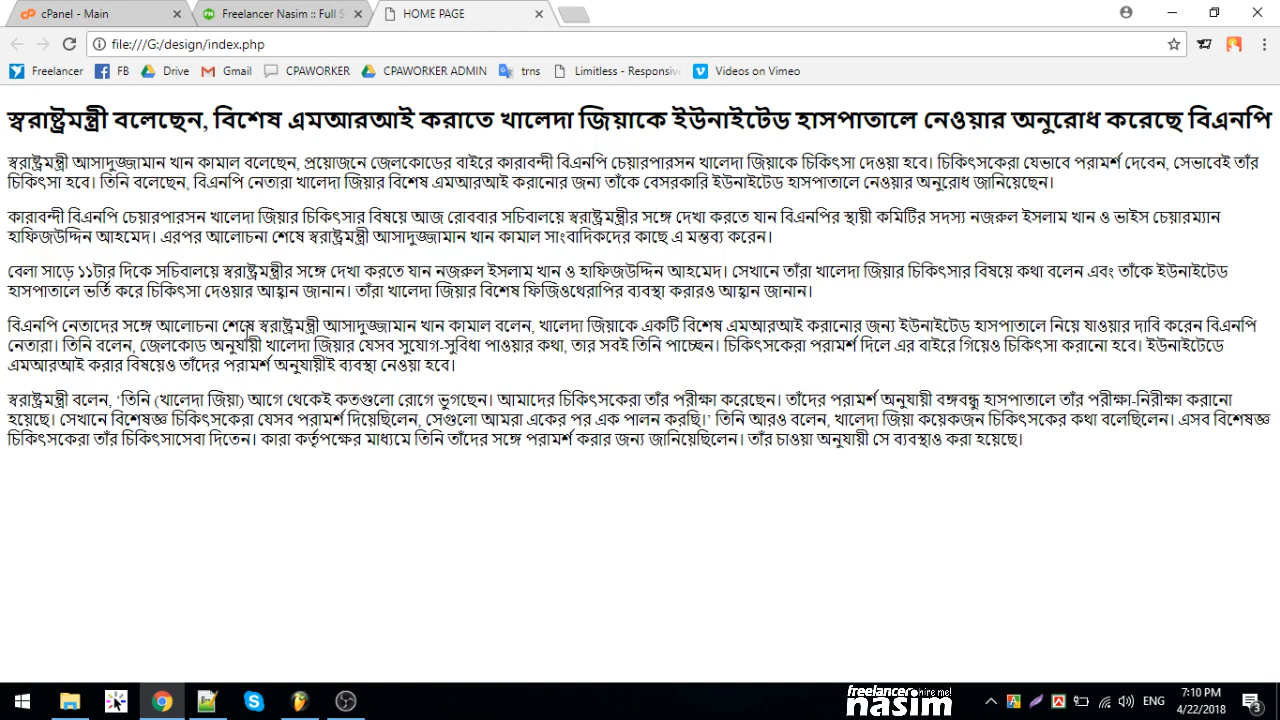 cPanel - Main
Freelancer Nasim :: Full S
HOME PAGE
file:///G:/design/index.php
Freelancer
FB
Drive
Gmail
CPAWORKER
CPAWORKER ADMIN
trns
Limitless - Responsiv
Videos on Vimeo
স্বরাষ্ট্রমন্ত্রী বলেছেন, বিশেষ এমআরআই করাতে খালেদা জিয়াকে ইউনাইটেড হাসপাতালে নেওয়ার অনুরোধ করেছে বিএনপি
স্বরাষ্ট্রমন্ত্রী আসাদুজ্জামান খান কামাল বলেছেন, প্রয়োজনে জেলকোডের বাইরে কারাবন্দী বিএনপি চেয়ারপারসন খালেদা জিয়াকে চিকিৎসা দেওয়া হবে। চিকিৎসকেরা যেভাবে পরামর্শ দেবেন, সেভাবেই তাঁর
চিকিৎসা হবে। তিনি বলেছেন, বিএনপি নেতারা খালেদা জিয়ার বিশেষ এমআরআই করানোর জন্য তাঁকে বেসরকারি ইউনাইটেড হাসপাতালে নেওয়ার অনুরোধ জানিয়েছেন।
কারাবন্দী বিএনপি চেয়ারপারসন খালেদা জিয়ার চিকিৎসার বিষয়ে আজ রোববার সচিবালয়ে স্বরাষ্ট্রমন্ত্রীর সঙ্গে দেখা করতে যান বিএনপির স্থায়ী কমিটির সদস্য নজরুল ইসলাম খান ও ভাইস চেয়ারম্যান
হাফিজউদ্দিন আহমেদ। এরপর আলোচনা শেষে স্বরাষ্ট্রমন্ত্রী আসাদুজ্জামান খান কামাল সাংবাদিকদের কাছে এ মন্তব্য করেন।
বেলা সাড়ে ১১টার দিকে সচিবালয়ে স্বরাষ্ট্রমন্ত্রীর সঙ্গে দেখা করতে যান নজরুল ইসলাম খান ও হাফিজউদ্দিন আহমেদ। সেখানে তাঁরা খালেদা জিয়ার চিকিৎসার বিষয়ে কথা বলেন এবং তাঁকে ইউনাইটেড
হাসপাতালে ভর্তি করে চিকিৎসা দেওয়ার আহ্বান জানান। তাঁরা খালেদা জিয়ার বিশেষ ফিজিওথেরাপির ব্যবস্থা করারও আহ্বান জানান।
বিএনপি নেতাদের সঙ্গে আলোচনা শেষে স্বরাষ্ট্রমন্ত্রী আসাদুজ্জামান খান কামাল বলেন, খালেদা জিয়াকে একটি বিশেষ এমআরআই করানোর জন্য ইউনাইটেড হাসপাতালে নিয়ে যাওয়ার দাবি করেন বিএনপি
নেতারা। তিনি বলেন, জেলকোড অনুযায়ী খালেদা জিয়ার যেসব সুযোগ-সুবিধা পাওয়ার কথা, তার সবই তিনি পাচ্ছেন। চিকিৎসকেরা পরামর্শ দিলে এর বাইরে গিয়েও চিকিৎসা করানো হবে। ইউনাইটেডে
এমআরআই করার বিষয়েও তাঁদের পরামর্শ অনুযায়ীই ব্যবস্থা নেওয়া হবে।
স্বরাষ্ট্রমন্ত্রী বলেন, ‘তিনি (খালেদা জিয়া) আগে থেকেই কতগুলো রোগে ভুগছেন। আমাদের চিকিৎসকেরা তাঁর পরীক্ষা করেছেন। তাঁদের পরামর্শ অনুযায়ী বঙ্গবন্ধু হাসপাতালে তাঁর পরীক্ষা-নিরীক্ষা করানো
হয়েছে। সেখানে বিশেষজ্ঞ চিকিৎসকেরা যেসব পরামর্শ দিয়েছিলেন, সেগুলো আমরা একের পর এক পালন করছি।’ তিনি আরও বলেন, খালেদা জিয়া কয়েকজন চিকিৎসকের কথা বলেছিলেন। এসব বিশেষজ্ঞ
চিকিৎসকেরা তাঁর চিকিৎসাসেবা দিতেন। কারা কর্তৃপক্ষের মাধ্যমে তিনি তাঁদের সঙ্গে পরামর্শ করার জন্য জানিয়েছিলেন। তাঁর চাওয়া অনুযায়ী সে ব্যবস্থাও করা হয়েছে।
freelancer hire me!
nasim
ENG
7:10 PM
4/22/2018
3